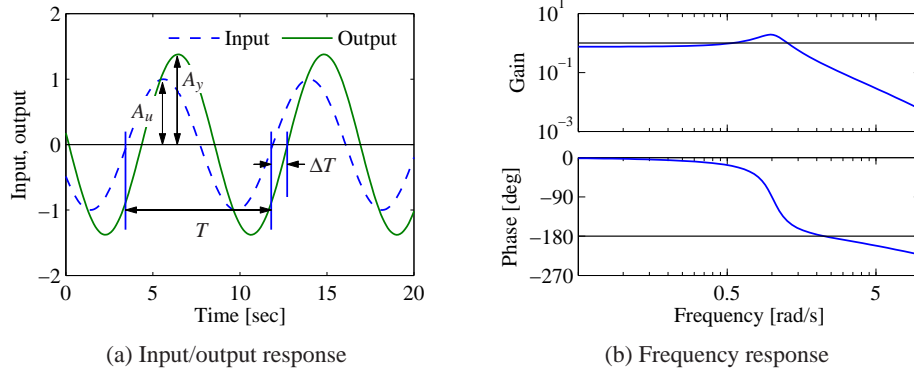 2
1
0
−1
−2
0
5
10
15
20
Input, output
Time [sec]
Input
Output
Au
Ay
ΔT
T
(a) Input/output response
10^1
10^-1
10^-3
Gain
0
−90
−180
−270
Phase [deg]
0.5
5
Frequency [rad/s]
(b) Frequency response